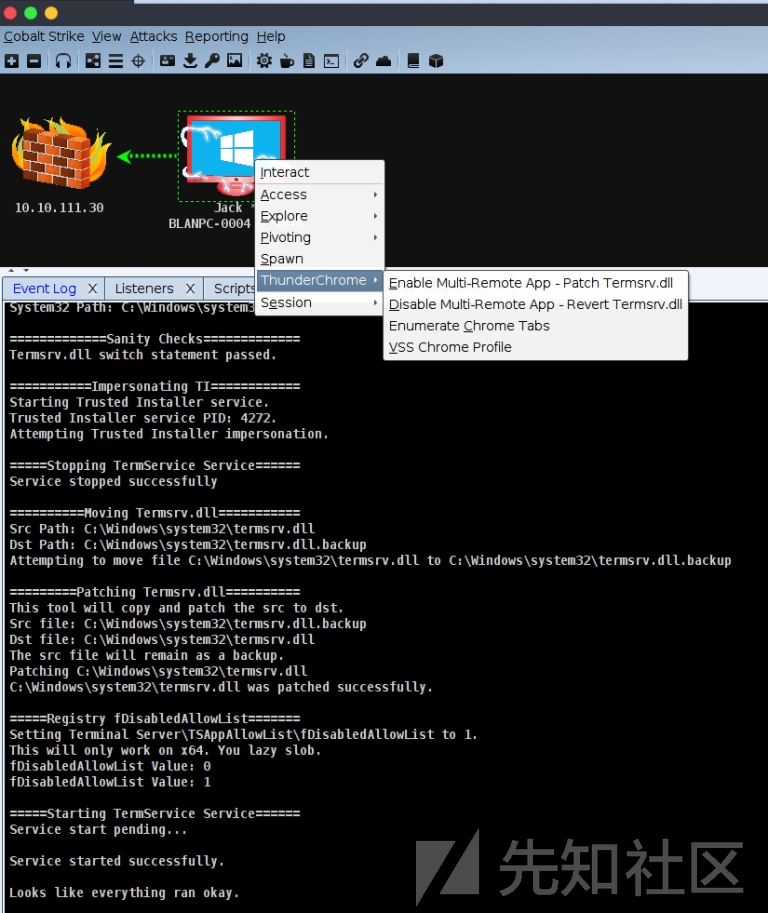 Cobalt Strike View Attacks Reporting Help
10.10.111.30
Jack *
BLANPC-0004
Interact
Access
Explore
Pivoting
Spawn
ThunderChrome
Session
Enable Multi-Remote App - Patch Termsrv.dll
Disable Multi-Remote App - Revert Termsrv.dll
Enumerate Chrome Tabs
VSS Chrome Profile
Event Log X Listeners X Scripts
System32 Path: C:\Windows\system3
=============Sanity Checks=============
Termsrv.dll switch statement passed.
===========Impersonating TI============
Starting Trusted Installer service.
Trusted Installer service PID: 4272.
Attempting Trusted Installer impersonation.
=====Stopping TermService Service======
Service stopped successfully
==========Moving Termsrv.dll===========
Src Path: C:\Windows\system32\termsrv.dll
Dst Path: C:\Windows\system32\termsrv.dll.backup
Attempting to move file C:\Windows\system32\termsrv.dll to C:\Windows\system32\termsrv.dll.backup
=========Patching Termsrv.dll==========
This tool will copy and patch the src to dst.
Src file: C:\Windows\system32\termsrv.dll.backup
Dst file: C:\Windows\system32\termsrv.dll
The src file will remain as a backup.
Patching C:\Windows\system32\termsrv.dll
C:\Windows\system32\termsrv.dll was patched successfully.
=====Registry fDisabledAllowList=======
Setting Terminal Server\TSAppAllowList\fDisabledAllowList to 1.
This will only work on x64. You lazy slob.
fDisabledAllowList Value: 0
fDisabledAllowList Value: 1
=====Starting TermService Service======
Service start pending...
Service started successfully.
Looks like everything ran okay.
先知社区